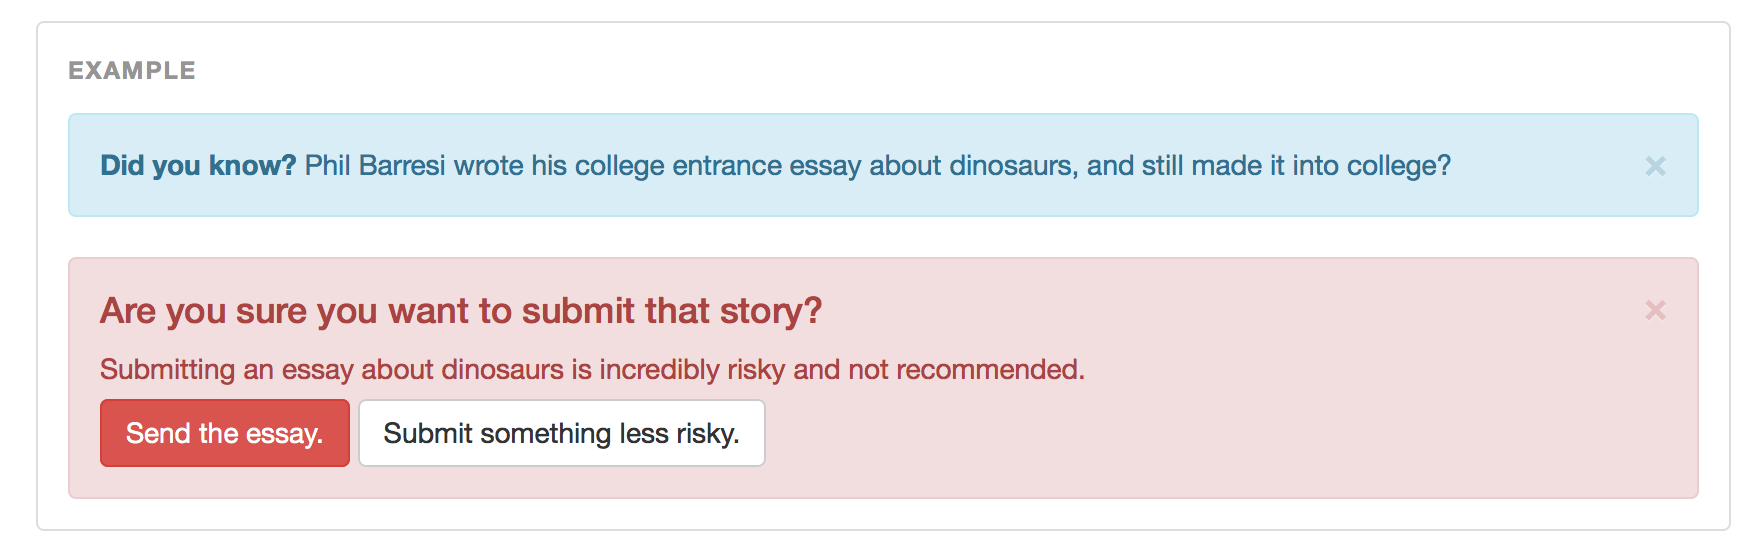 EXAMPLE
Did you know? Phil Barresi wrote his college entrance essay about dinosaurs, and still made it into college?
×
Are you sure you want to submit that story?
×
Submitting an essay about dinosaurs is incredibly risky and not recommended.
Send the essay. Submit something less risky.